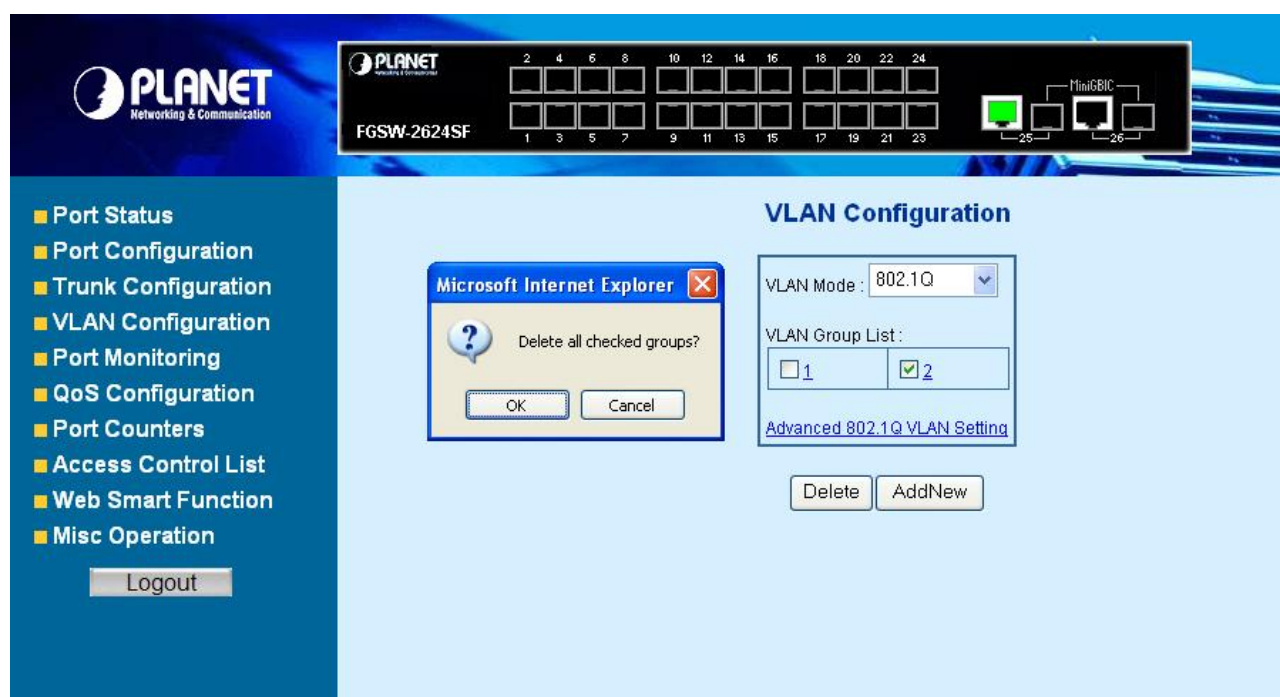 PLANET
Networking & Communication
PLANET
Networking & Communication
FGSW-2624SF
2 4 6 8 10 12 14 16 18 20 22 24
1 3 5 7 9 11 13 15 17 19 21 23
MiniGBIC
25 26
Port Status
Port Configuration
Trunk Configuration
VLAN Configuration
Port Monitoring
QoS Configuration
Port Counters
Access Control List
Web Smart Function
Misc Operation
Logout
VLAN Configuration
Microsoft Internet Explorer
Delete all checked groups?
OK Cancel
VLAN Mode : 802.1Q
VLAN Group List :
1 2
Advanced 802.1Q VLAN Setting
Delete AddNew